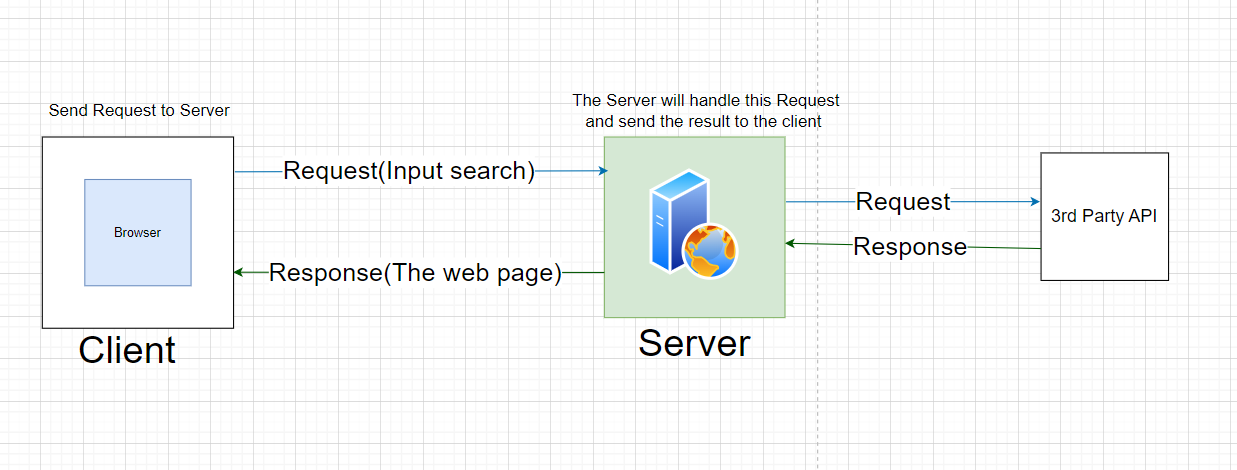 Send Request to Server
The Server will handle this Request
and send the result to the client
Request(Input search)
Browser
Response(The web page)
Client
Server
Request
Response
3rd Party API